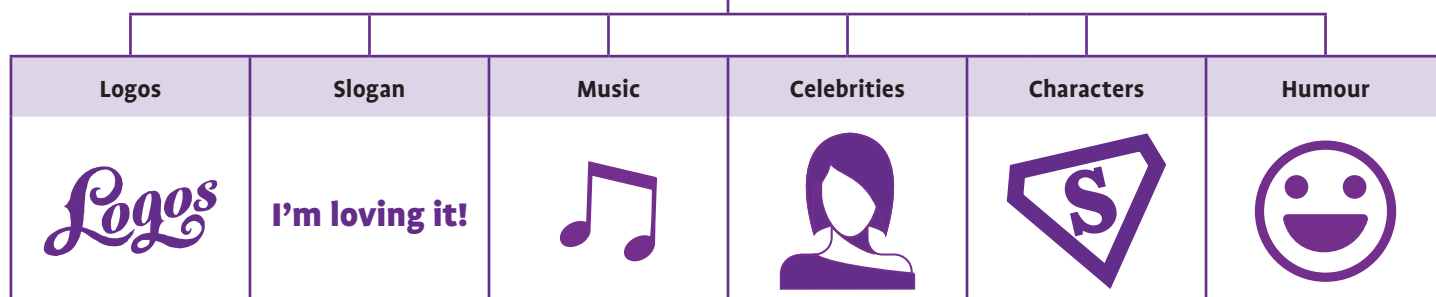 Logos
Slogan
Music
Celebrities
Characters
Humour
Logos
I'm loving it!
S